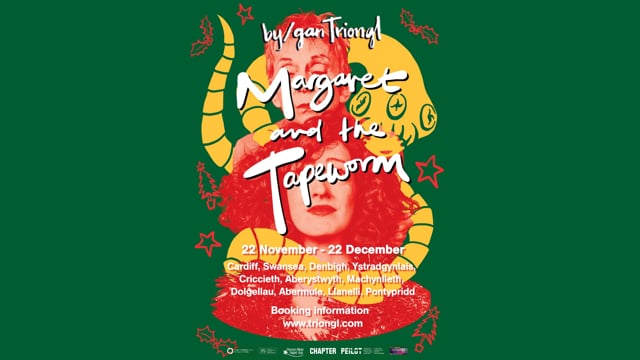 by/gan Triongl
Margaret
and the
Tapeworm
22 November - 22 December
Cardiff, Swansea, Denbigh, Ystradgynlais,
Criccieth, Aberystwyth, Machynlleth,
Dolgellau, Abermule, Llanelli, Pontypridd
Booking information
www.triongl.com
CHAPTER PEILOT